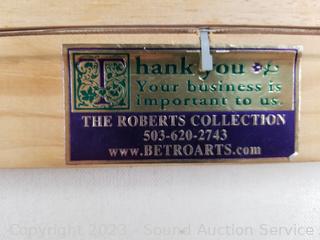 Thank you
Your business is
important to us.
THE ROBERTS COLLECTION
503-620-2743
www.BETROARTS.com
Copyright 2023 - Sound Auction Service